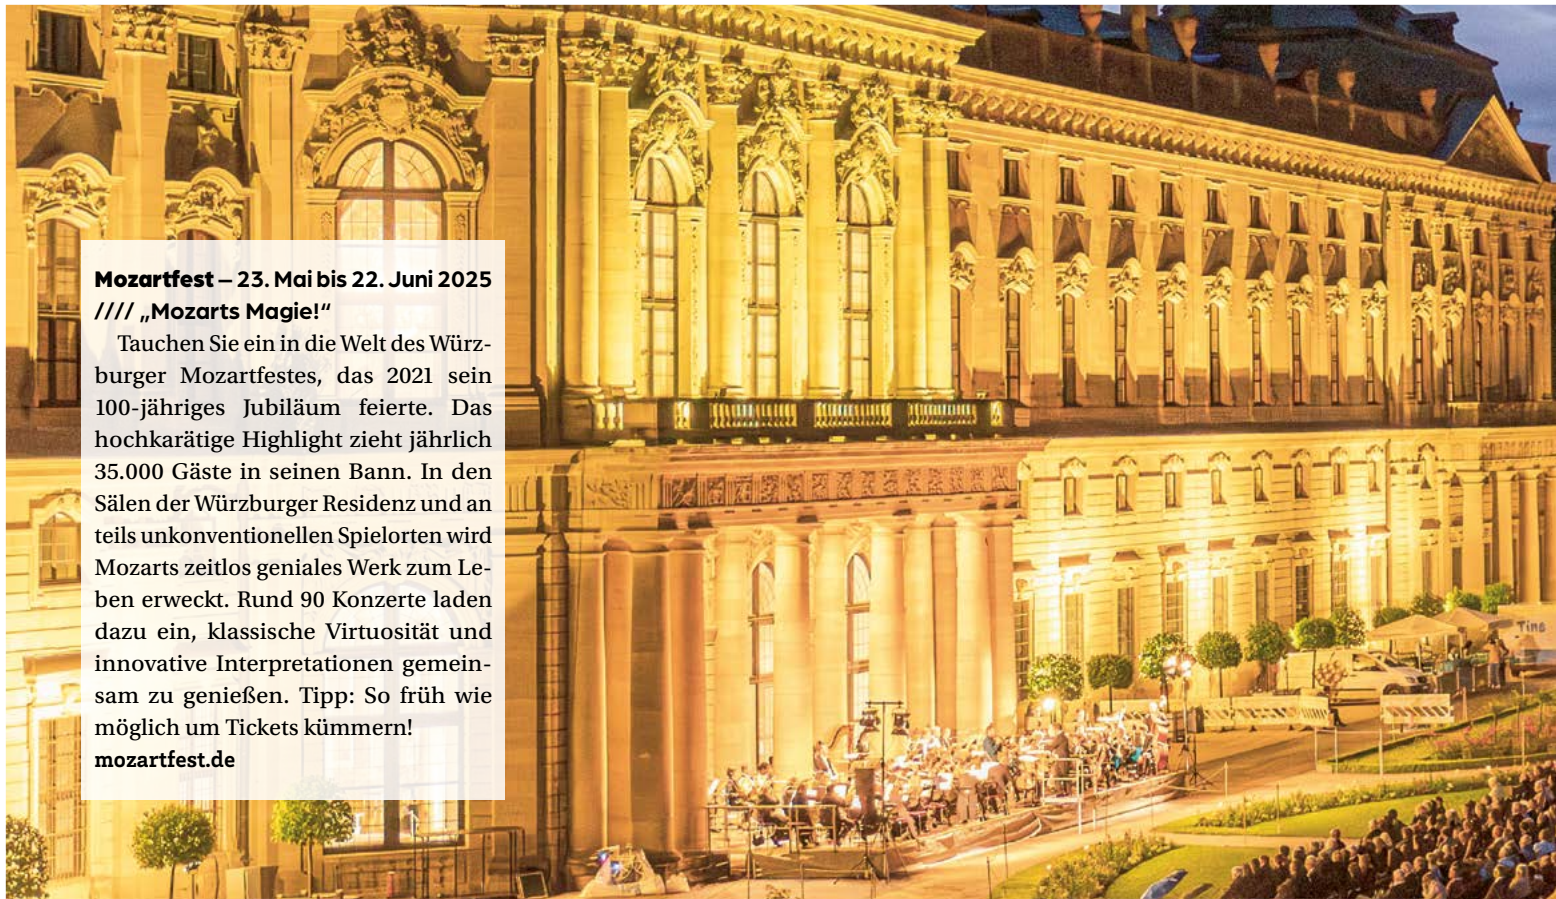 Mozartfest – 23. Mai bis 22. Juni 2025
//// „Mozarts Magie!“
Tauchen Sie ein in die Welt des Würz-
burger Mozartfestes, das 2021 sein
100-jähriges Jubiläum feierte. Das
hochkarätige Highlight zieht jährlich
35.000 Gäste in seinen Bann. In den
Sälen der Würzburger Residenz und an
teils unkonventionellen Spielorten wird
Mozarts zeitlos geniales Werk zum Le-
ben erweckt. Rund 90 Konzerte laden
dazu ein, klassische Virtuosität und
innovative Interpretationen gemein-
sam zu genießen. Tipp: So früh wie
möglich um Tickets kümmern!
mozartfest.de